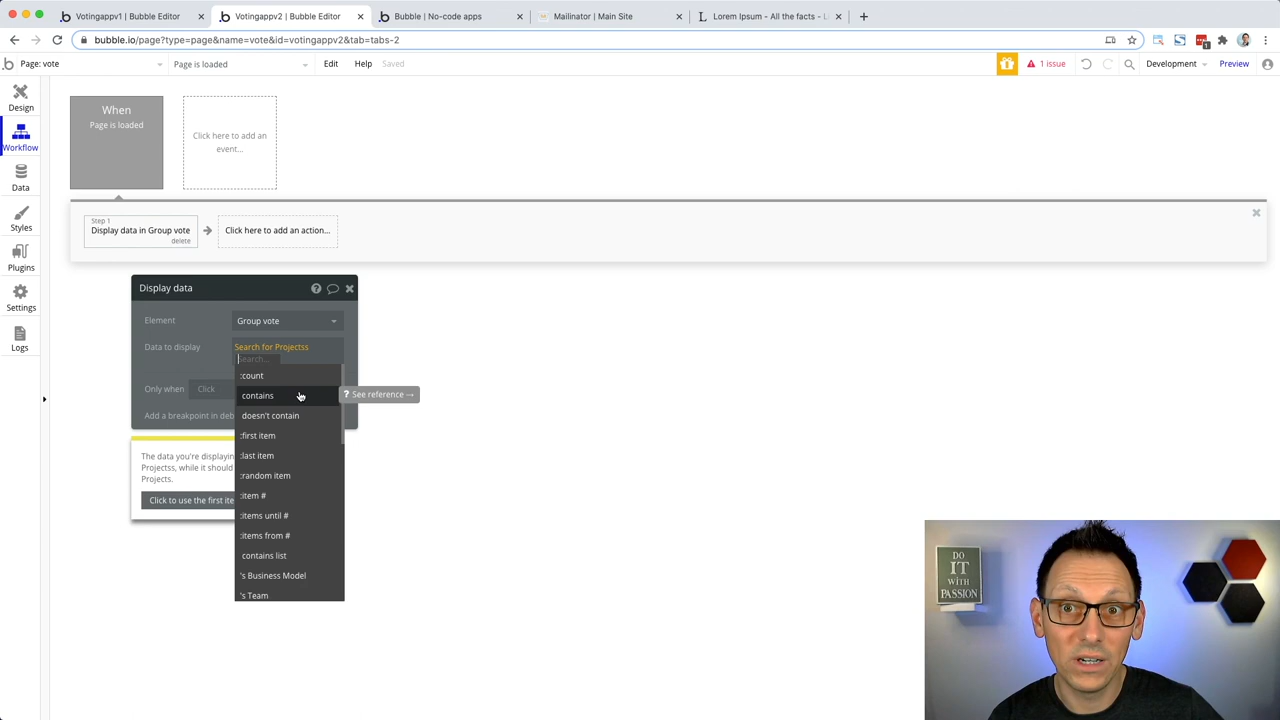 Votingappv1 | Bubble Editor
Votingappv2 | Bubble Editor
Bubble | No-code apps
Mailinator | Main Site
Lorem Ipsum - All the facts - Li
bubble.io/page?type=page&name=vote&id=votingappv2&tab=tabs-2
Page: vote
Page is loaded
Edit
Help
Saved
1 issue
Development
Preview
Design
Workflow
Data
Styles
Plugins
Settings
Logs
When
Page is loaded
Click here to add an
event...
Step 1
Display data in Group vote
delete
Click here to add an action...
Display data
Element
Group vote
Data to display
Search for Projectss
Search...
Only when
Click
Add a breakpoint in deb
:count
contains
? See reference →
doesn't contain
:first item
:last item
:random item
:item #
:items until #
:items from #
contains list
's Business Model
's Team
The data you're displaying
Projectss, while it should
Projects.
Click to use the first ite
DO
IT
WITH
PASSION